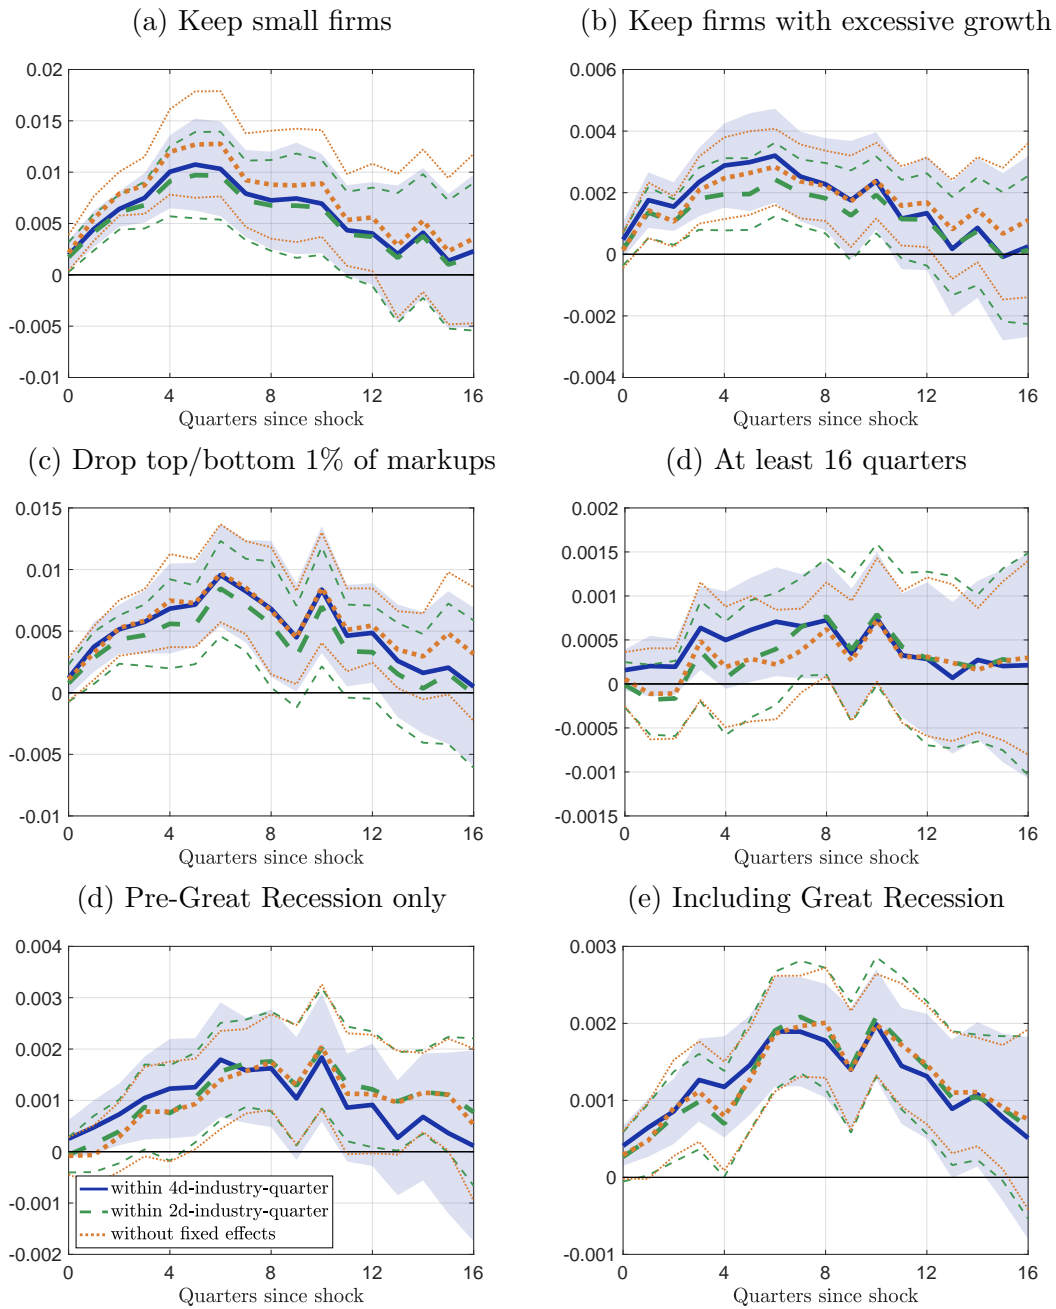 (a) Keep small firms
0.02
0.015
0.01
0.005
0
-0.005
-0.01
0 4 8 12 16
Quarters since shock
(b) Keep firms with excessive growth
0.006
0.004
0.002
0
-0.002
-0.004
0 4 8 12 16
Quarters since shock
(c) Drop top/bottom 1% of markups
0.015
0.01
0.005
0
-0.005
-0.01
0 4 8 12 16
Quarters since shock
(d) At least 16 quarters
0.002
0.0015
0.001
0.0005
0
-0.0005
-0.001
-0.0015
0 4 8 12 16
Quarters since shock
(d) Pre-Great Recession only
0.004
0.003
0.002
0.001
0
-0.001
-0.002
within 4d-industry-quarter
within 2d-industry-quarter
without fixed effects
0 4 8 12 16
Quarters since shock
(e) Including Great Recession
0.003
0.002
0.001
0
-0.001
0 4 8 12 16
Quarters since shock